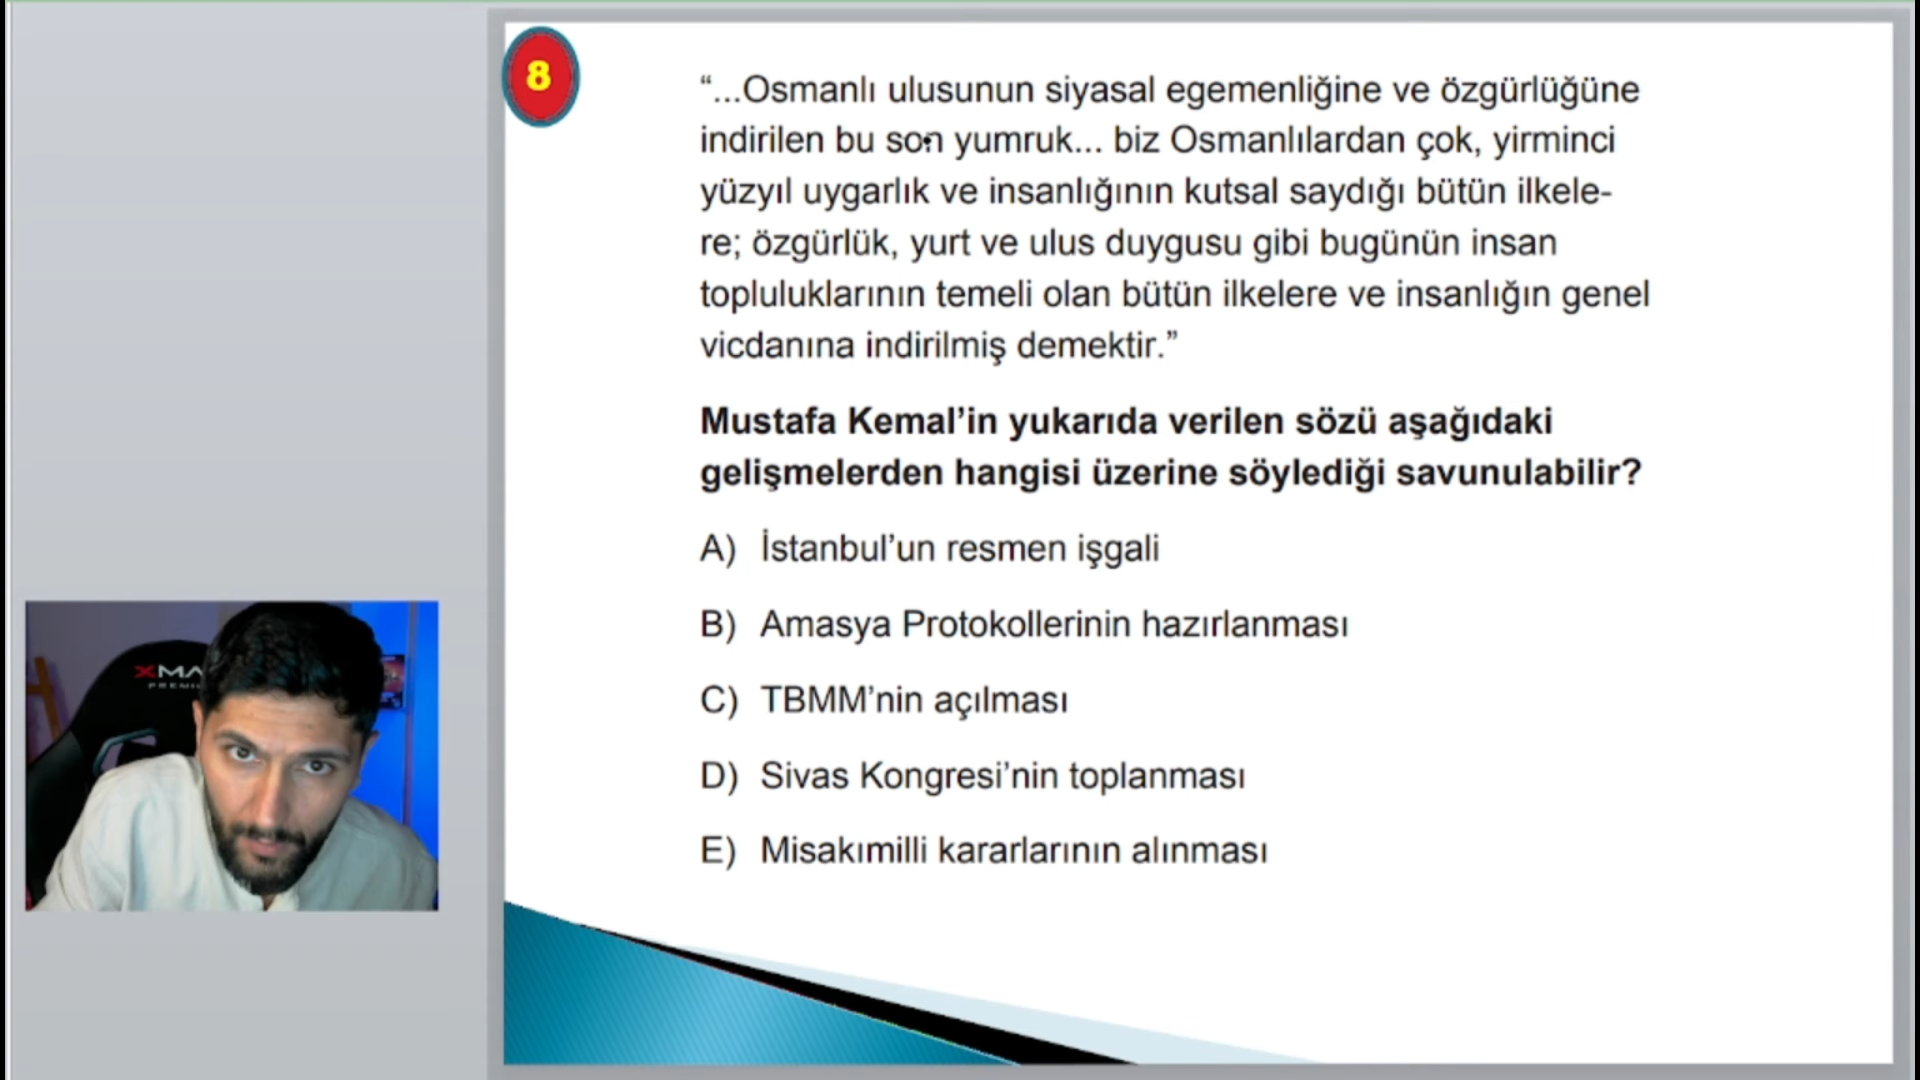 8
“...Osmanlı ulusunun siyasal egemenliğine ve özgürlüğüne
indirilen bu son yumruk... biz Osmanlılardan çok, yirminci
yüzyıl uygarlık ve insanlığının kutsal saydığı bütün ilkele-
re; özgürlük, yurt ve ulus duygusu gibi bugünün insan
topluluklarının temeli olan bütün ilkelere ve insanlığın genel
vicdanına indirilmiş demektir.”
Mustafa Kemal’in yukarıda verilen sözü aşağıdaki
gelişmelerden hangisi üzerine söylediği savunulabilir?
A) İstanbul’un resmen işgali
B) Amasya Protokollerinin hazırlanması
C) TBMM’nin açılması
D) Sivas Kongresi’nin toplanması
E) Misakımilli kararlarının alınması